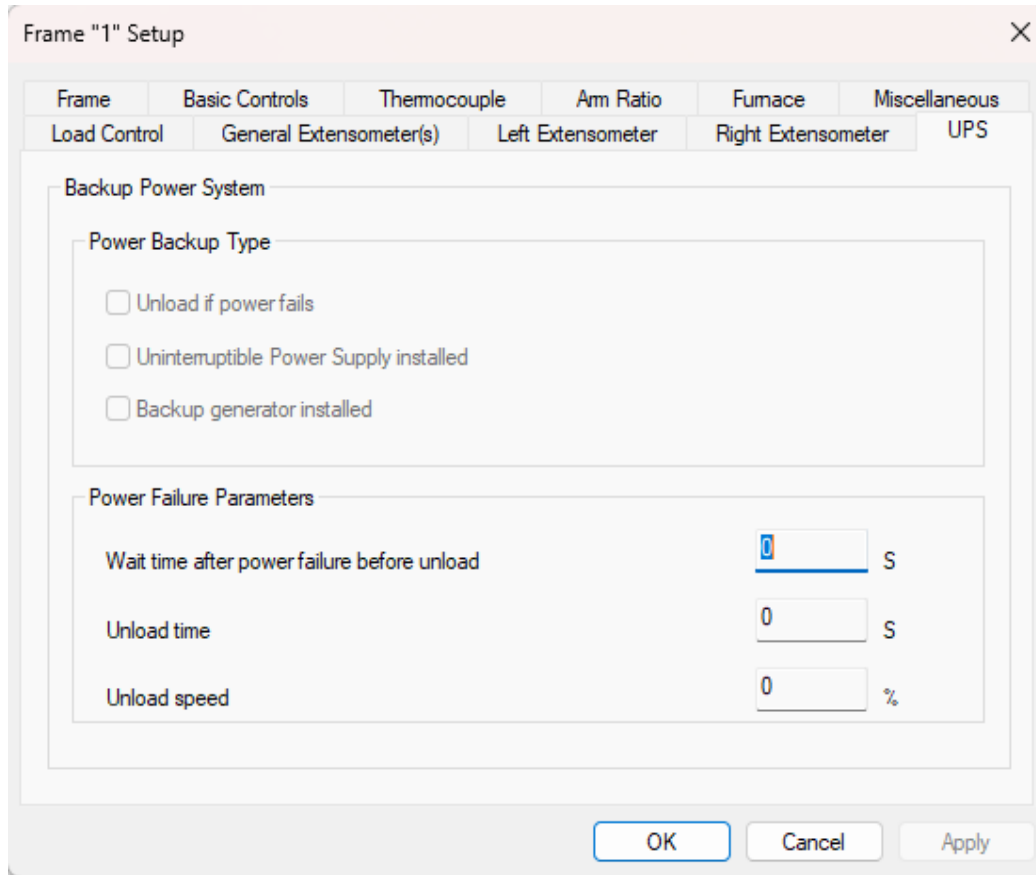 Frame "1" Setup
Frame Basic Controls Thermocouple Arm Ratio Furnace Miscellaneous
Load Control General Extensometer(s) Left Extensometer Right Extensometer UPS
Backup Power System
Power Backup Type
Unload if power fails
Uninterruptible Power Supply installed
Backup generator installed
Power Failure Parameters
Wait time after power failure before unload 0 S
Unload time 0 S
Unload speed 0 %
OK Cancel Apply